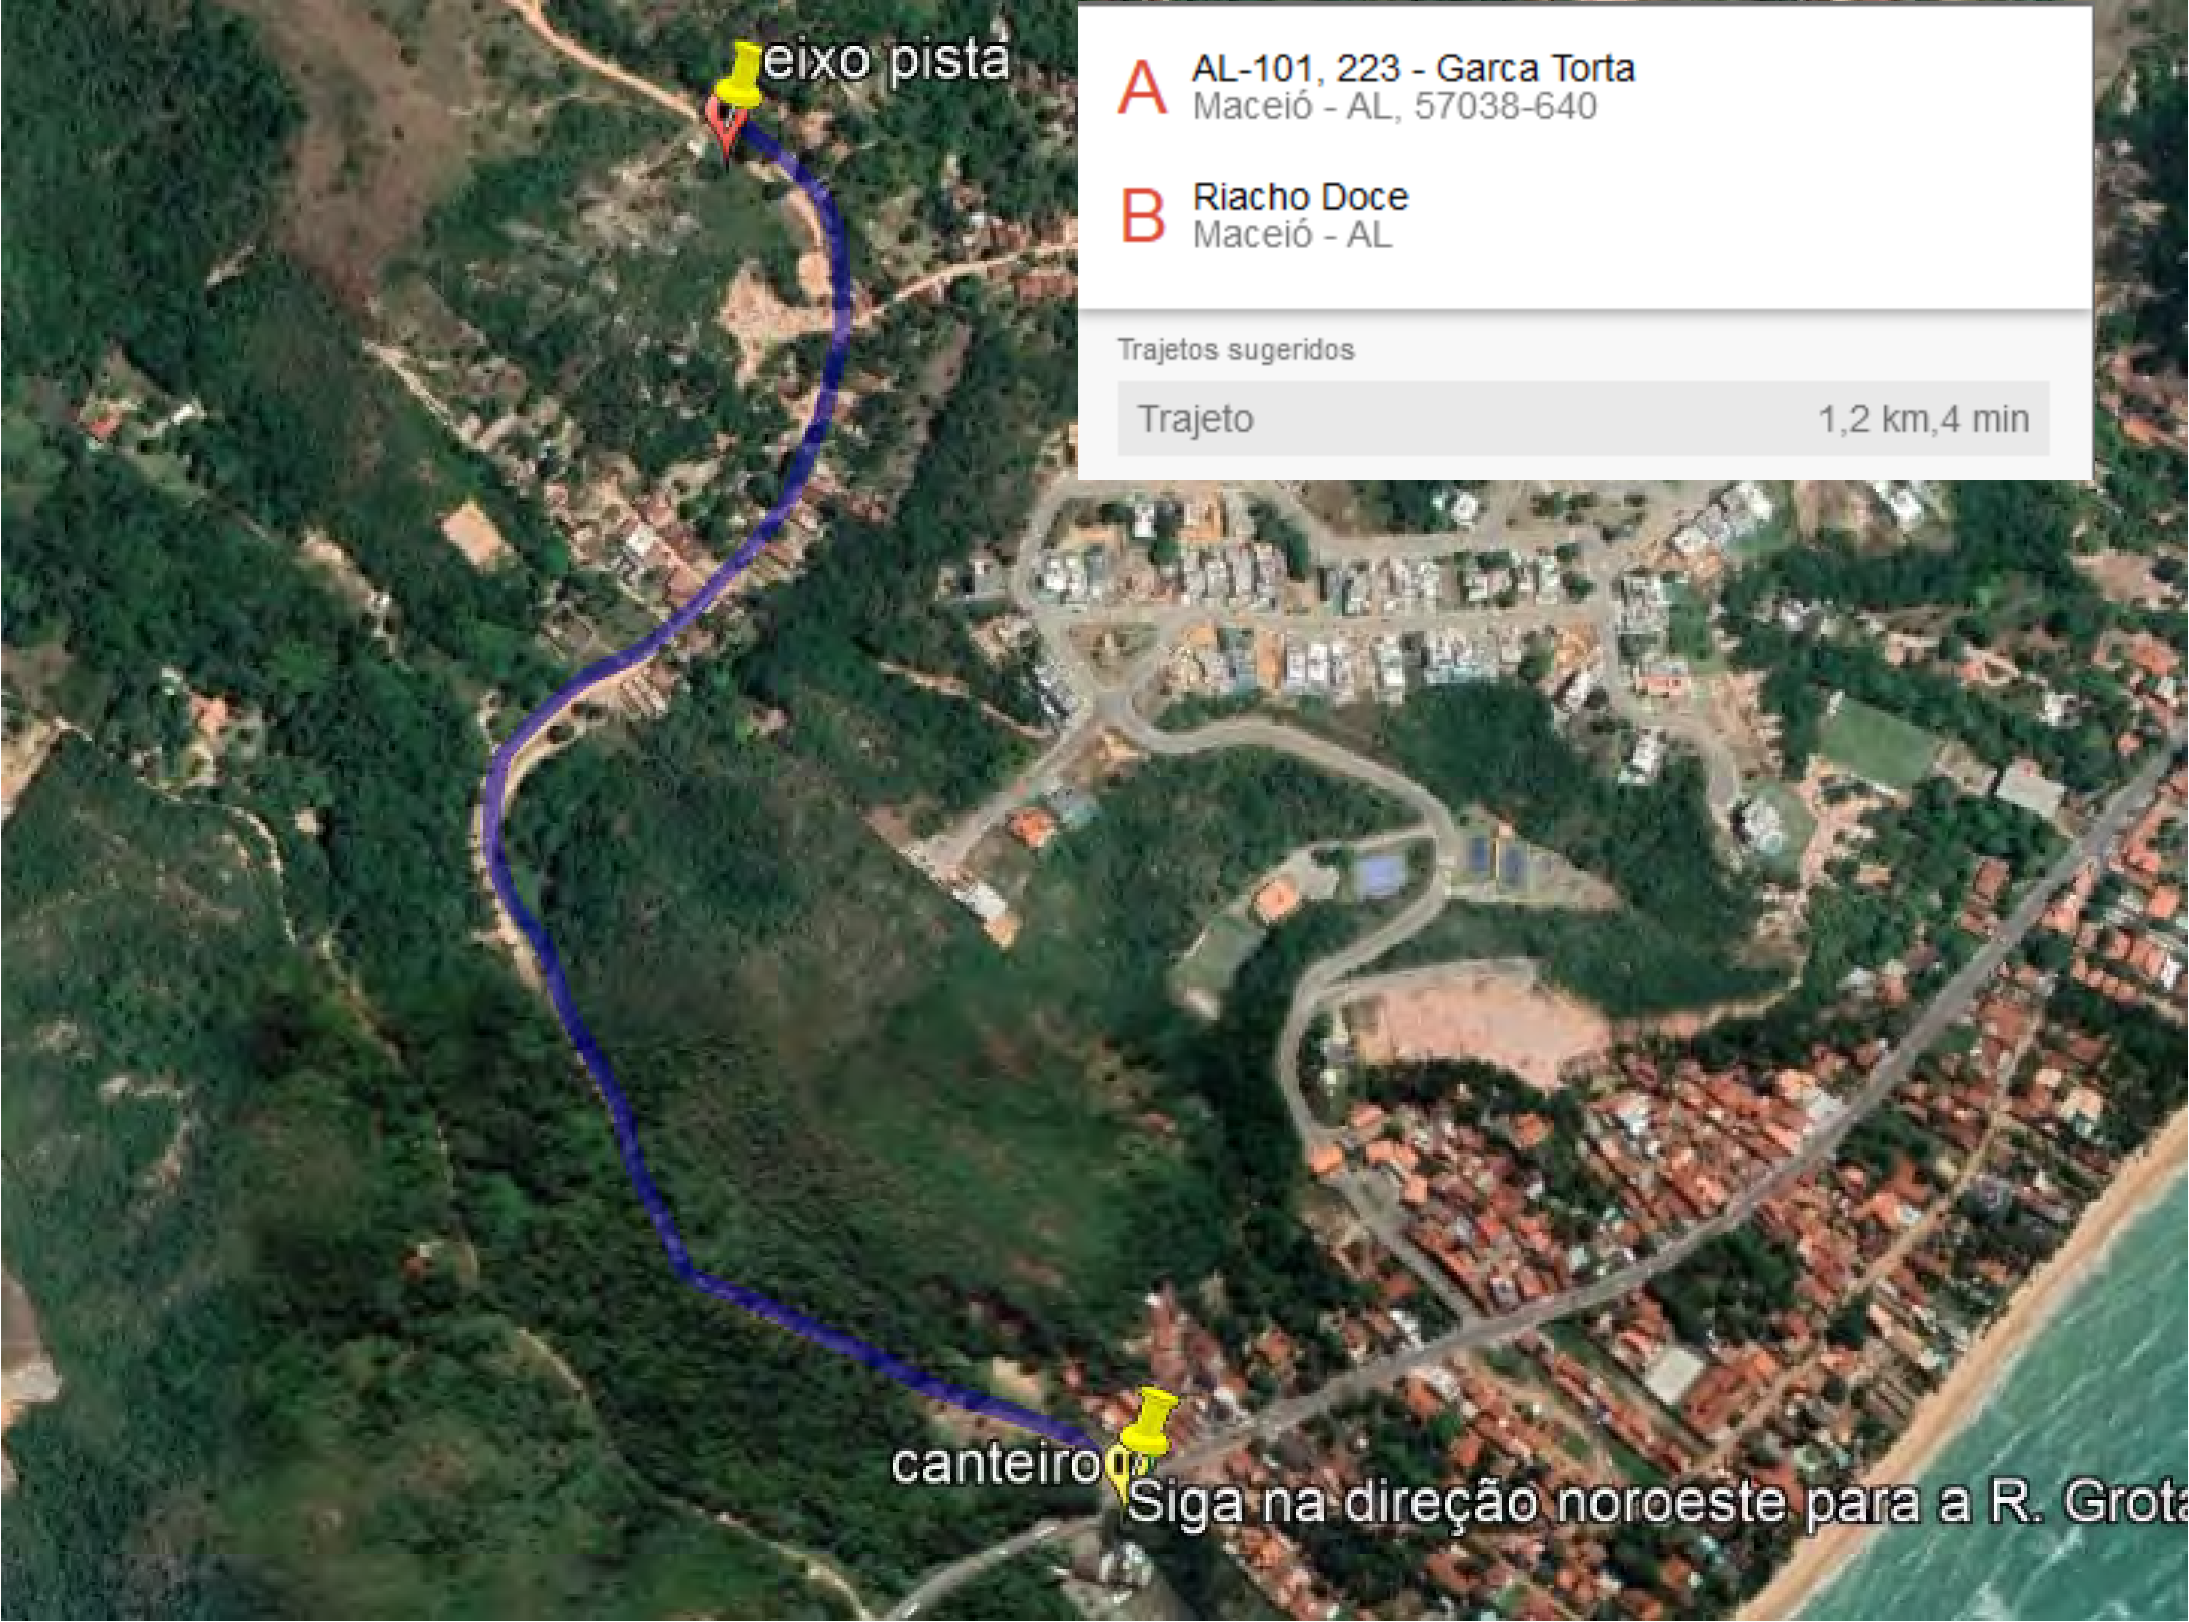 eixo pista
A
AL-101, 223 - Garca Torta
Maceió - AL, 57038-640
B
Riacho Doce
Maceió - AL
Trajetos sugeridos
Trajeto 1,2 km,4 min
canteiro
Siga na direção noroeste para a R. Grota